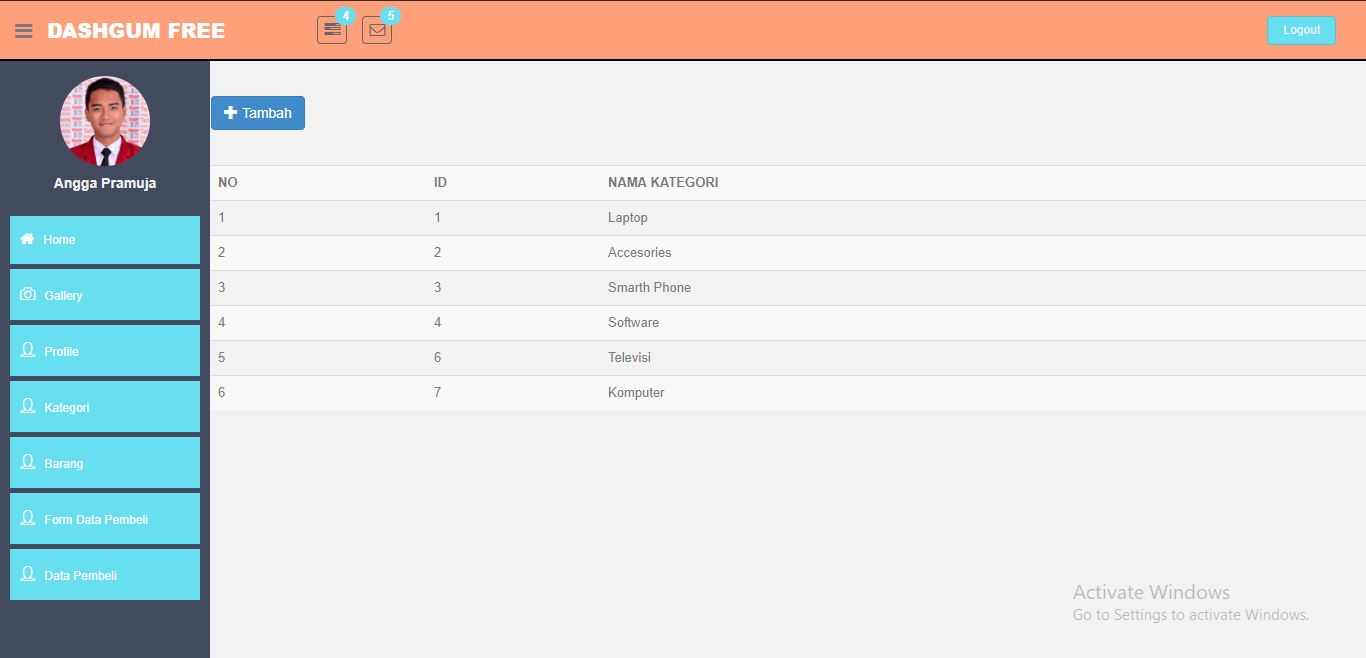 DASHGUM FREE
4
5
Logout
Angga Pramuja
Home
Gallery
Profile
Kategori
Barang
Form Data Pembeli
Data Pembeli
Tambah
NO ID NAMA KATEGORI
1 1 Laptop
2 2 Accesories
3 3 Smarth Phone
4 4 Software
5 6 Televisi
6 7 Komputer
Activate Windows
Go to Settings to activate Windows.